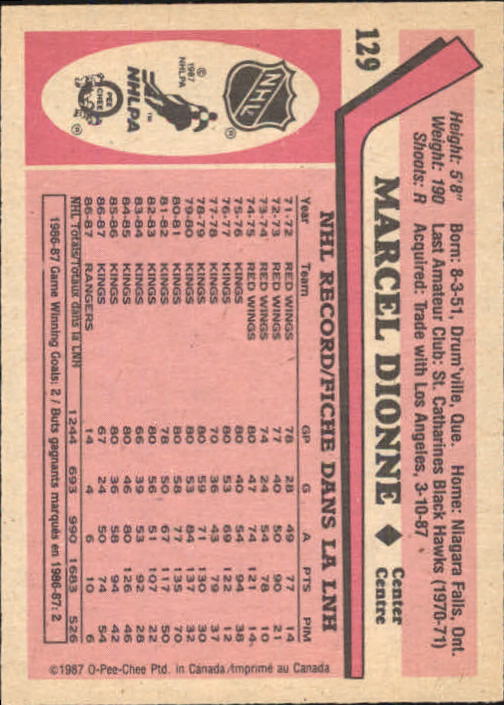 129
Height: 5'8" Born: 8-3-51, Drum'ville, Que. Home: Niagara Falls, Ont.
Weight: 190 Last Amateur Club: St. Catharines Black Hawks (1970-71)
Shoots: R Acquired: Trade with Los Angeles, 3-10-87
MARCEL DIONNE ◆ Center
Centre
NHL
®
© 1987 NHLPA
NHLPA
™
O PEE CHEE
®
NHL RECORD/FICHE DANS LA LNH
Year Team GP G A PTS PIM
71-72 RED WINGS 78 28 49 77 14
72-73 RED WINGS 77 40 50 90 21
73-74 RED WINGS 74 24 54 78 10
74-75 RED WINGS 80 47 74 121 14
75-76 KINGS 80 40 54 94 38
76-77 KINGS 80 53 69 122 12
77-78 KINGS 70 36 43 79 37
78-79 KINGS 80 59 71 130 30
79-80 KINGS 80 53 84 137 32
80-81 KINGS 80 58 77 135 70
81-82 KINGS 78 50 67 117 50
82-83 KINGS 80 56 51 107 22
83-84 KINGS 66 39 53 92 28
84-85 KINGS 80 46 80 126 46
85-86 KINGS 80 36 58 94 42
86-87 KINGS 67 24 50 74 54
86-87 RANGERS 14 4 6 10 6
NHL Totals/Totaux dans la LNH 1244 693 990 1683 526
1986-87 Game Winning Goals: 2 / Buts gagnants marqués en 1986-87: 2
©1987 O-Pee-Chee Ptd. in Canada/Imprimé au Canada